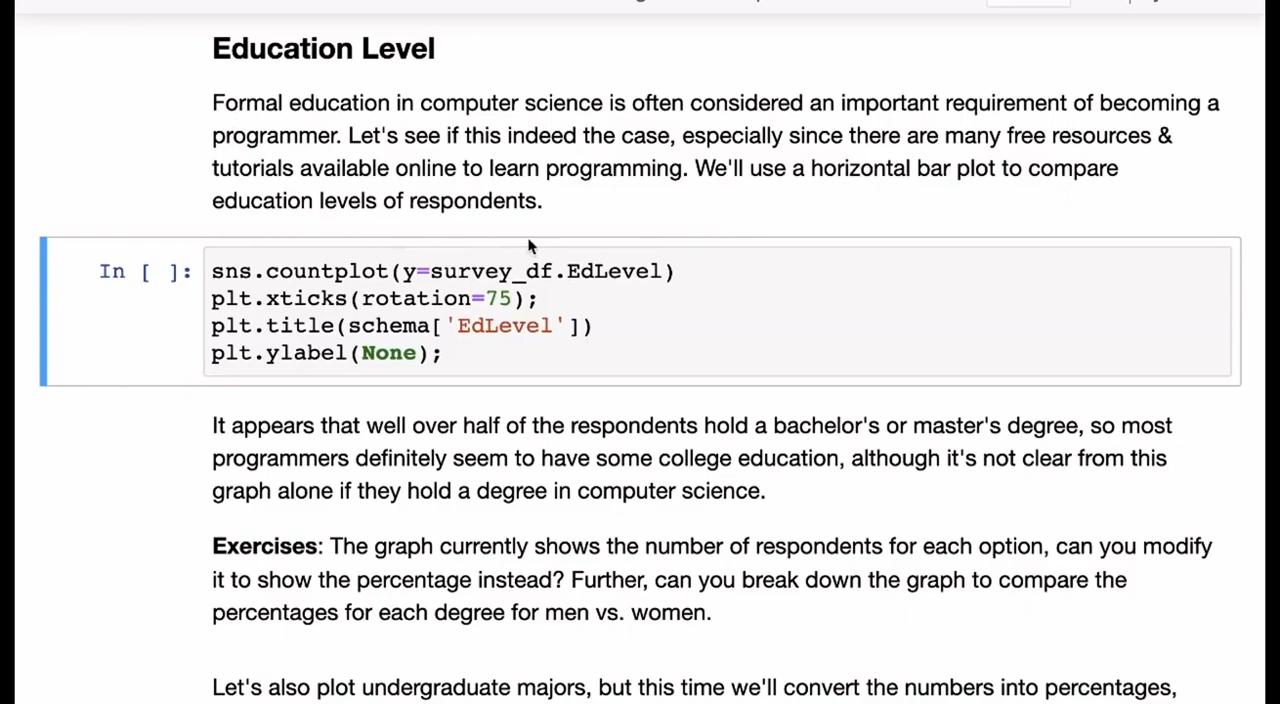 Education Level
Formal education in computer science is often considered an important requirement of becoming a
programmer. Let's see if this indeed the case, especially since there are many free resources &
tutorials available online to learn programming. We'll use a horizontal bar plot to compare
education levels of respondents.
In [ ]: sns.countplot(y=survey_df.EdLevel)
plt.xticks(rotation=75);
plt.title(schema['EdLevel'])
plt.ylabel(None);
It appears that well over half of the respondents hold a bachelor's or master's degree, so most
programmers definitely seem to have some college education, although it's not clear from this
graph alone if they hold a degree in computer science.
Exercises: The graph currently shows the number of respondents for each option, can you modify
it to show the percentage instead? Further, can you break down the graph to compare the
percentages for each degree for men vs. women.
Let's also plot undergraduate majors, but this time we'll convert the numbers into percentages,